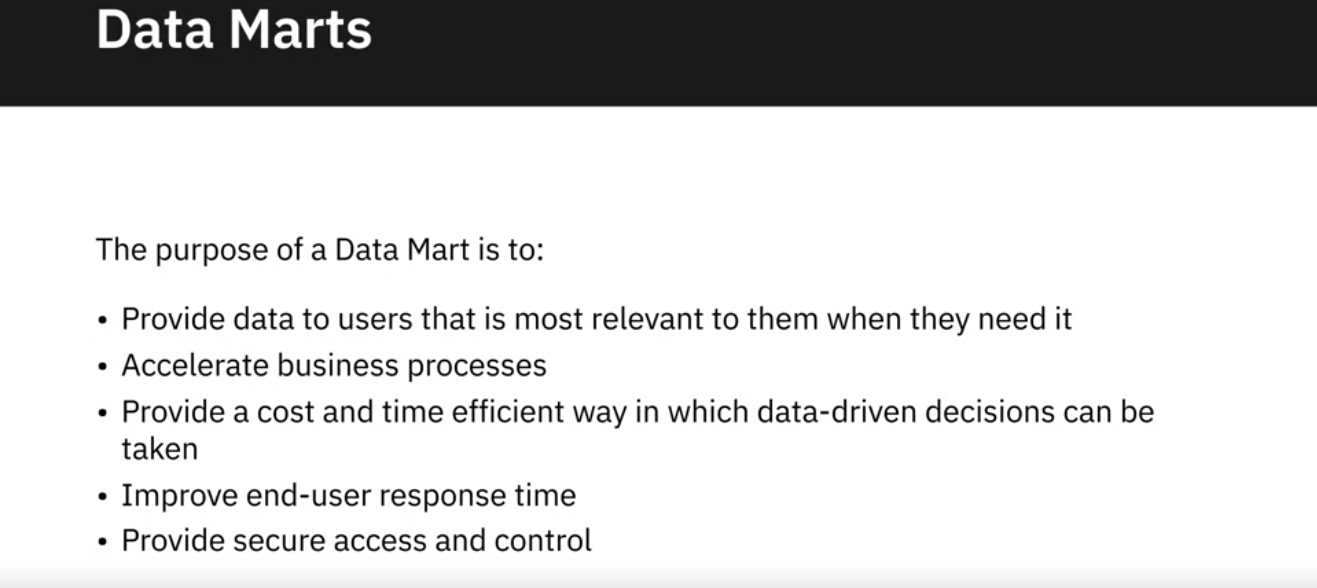 Data Marts
The purpose of a Data Mart is to:
• Provide data to users that is most relevant to them when they need it
• Accelerate business processes
• Provide a cost and time efficient way in which data-driven decisions can be
taken
• Improve end-user response time
• Provide secure access and control